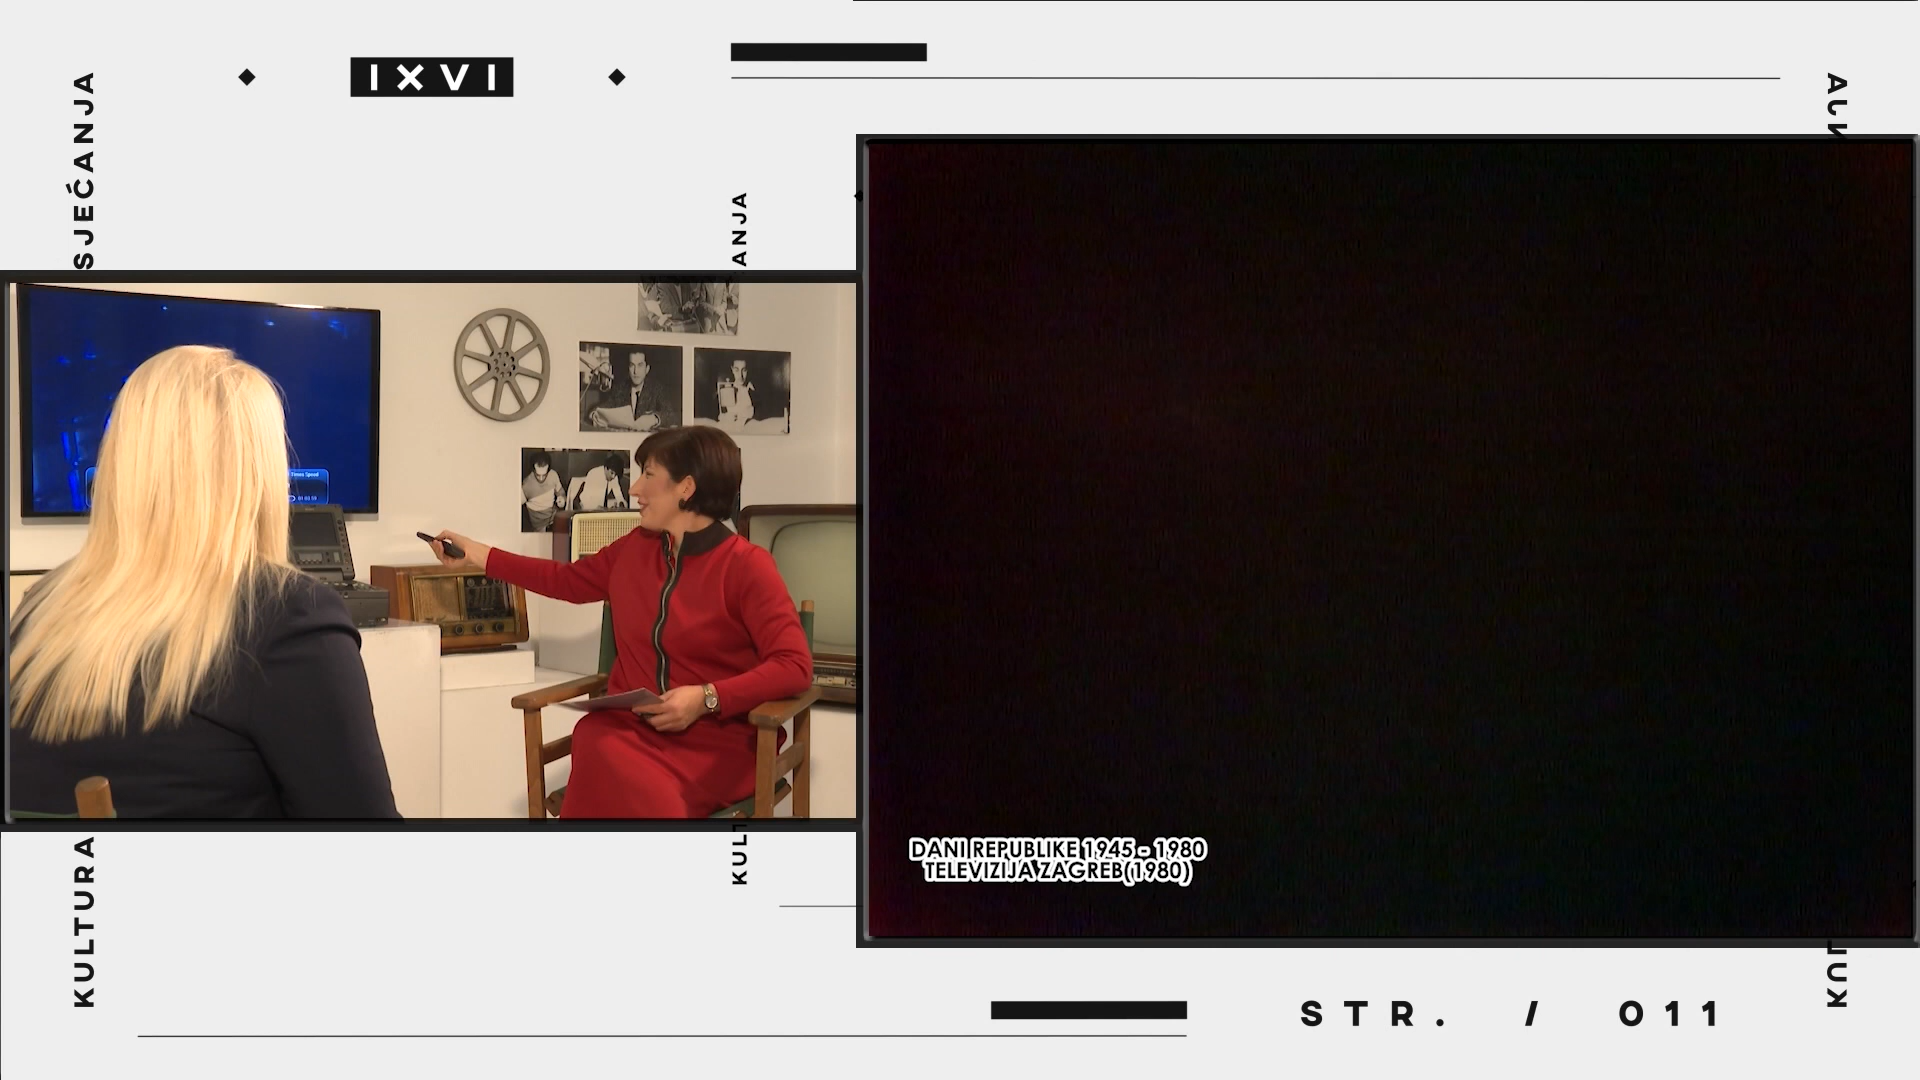 IXVI
KULTURA SJEĆANJA
ANJA
KULT
DANI REPUBLIKE 1945 - 1980
TELEVIZIJA ZAGREB(1980)
STR. / 011